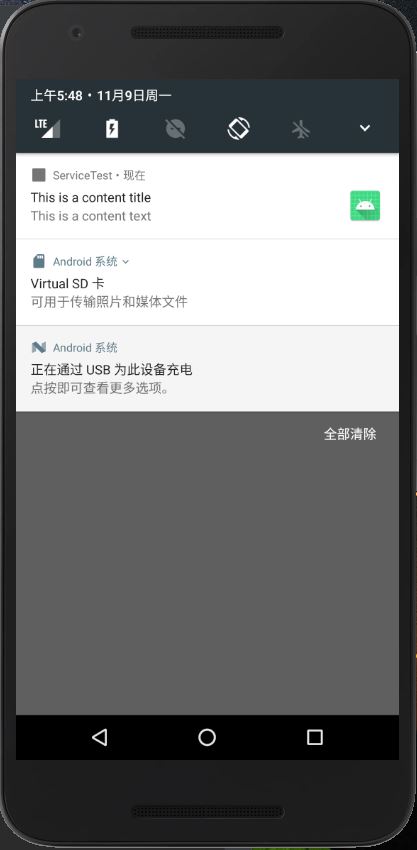 上午5:48 • 11月9日周一
LTE
ServiceTest • 现在
This is a content title
This is a content text
Android 系统
Virtual SD 卡
可用于传输照片和媒体文件
Android 系统
正在通过 USB 为此设备充电
点按即可查看更多选项。
全部清除